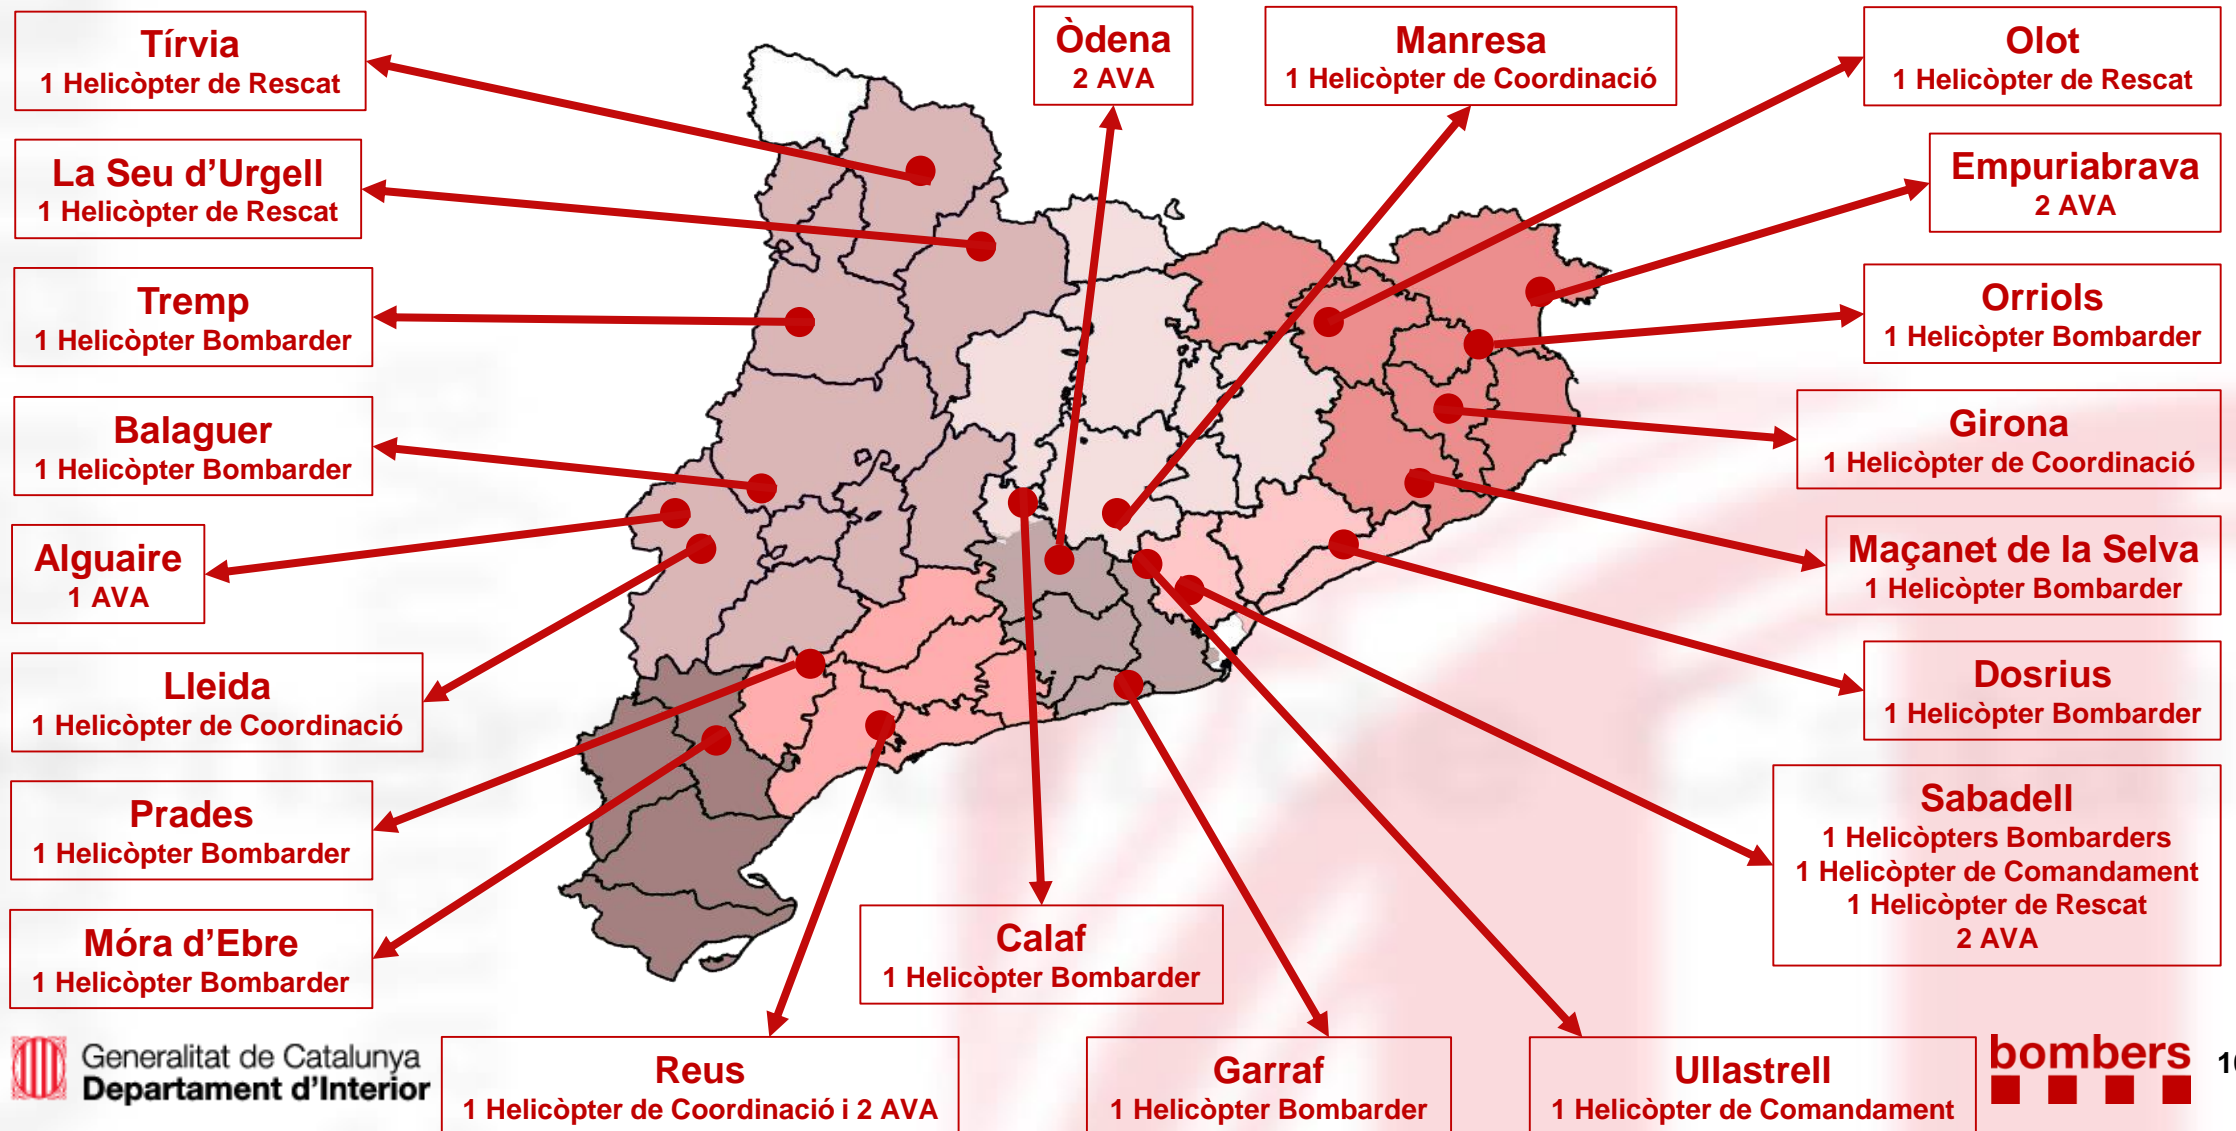 Tírvia
1 Helicòpter de Rescat
La Seu d'Urgell
1 Helicòpter de Rescat
Tremp
1 Helicòpter Bombarder
Balaguer
1 Helicòpter Bombarder
Alguaire
1 AVA
Lleida
1 Helicòpter de Coordinació
Prades
1 Helicòpter Bombarder
Móra d'Ebre
1 Helicòpter Bombarder
Òdena
2 AVA
Manresa
1 Helicòpter de Coordinació
Olot
1 Helicòpter de Rescat
Empuriabrava
2 AVA
Orriols
1 Helicòpter Bombarder
Girona
1 Helicòpter de Coordinació
Maçanet de la Selva
1 Helicòpter Bombarder
Dosrius
1 Helicòpter Bombarder
Sabadell
1 Helicòpters Bombarders
1 Helicòpter de Comandament
1 Helicòpter de Rescat
2 AVA
Calaf
1 Helicòpter Bombarder
Reus
1 Helicòpter de Coordinació i 2 AVA
Garraf
1 Helicòpter Bombarder
Ullastrell
1 Helicòpter de Comandament
Generalitat de Catalunya
Departament d'Interior
bombers